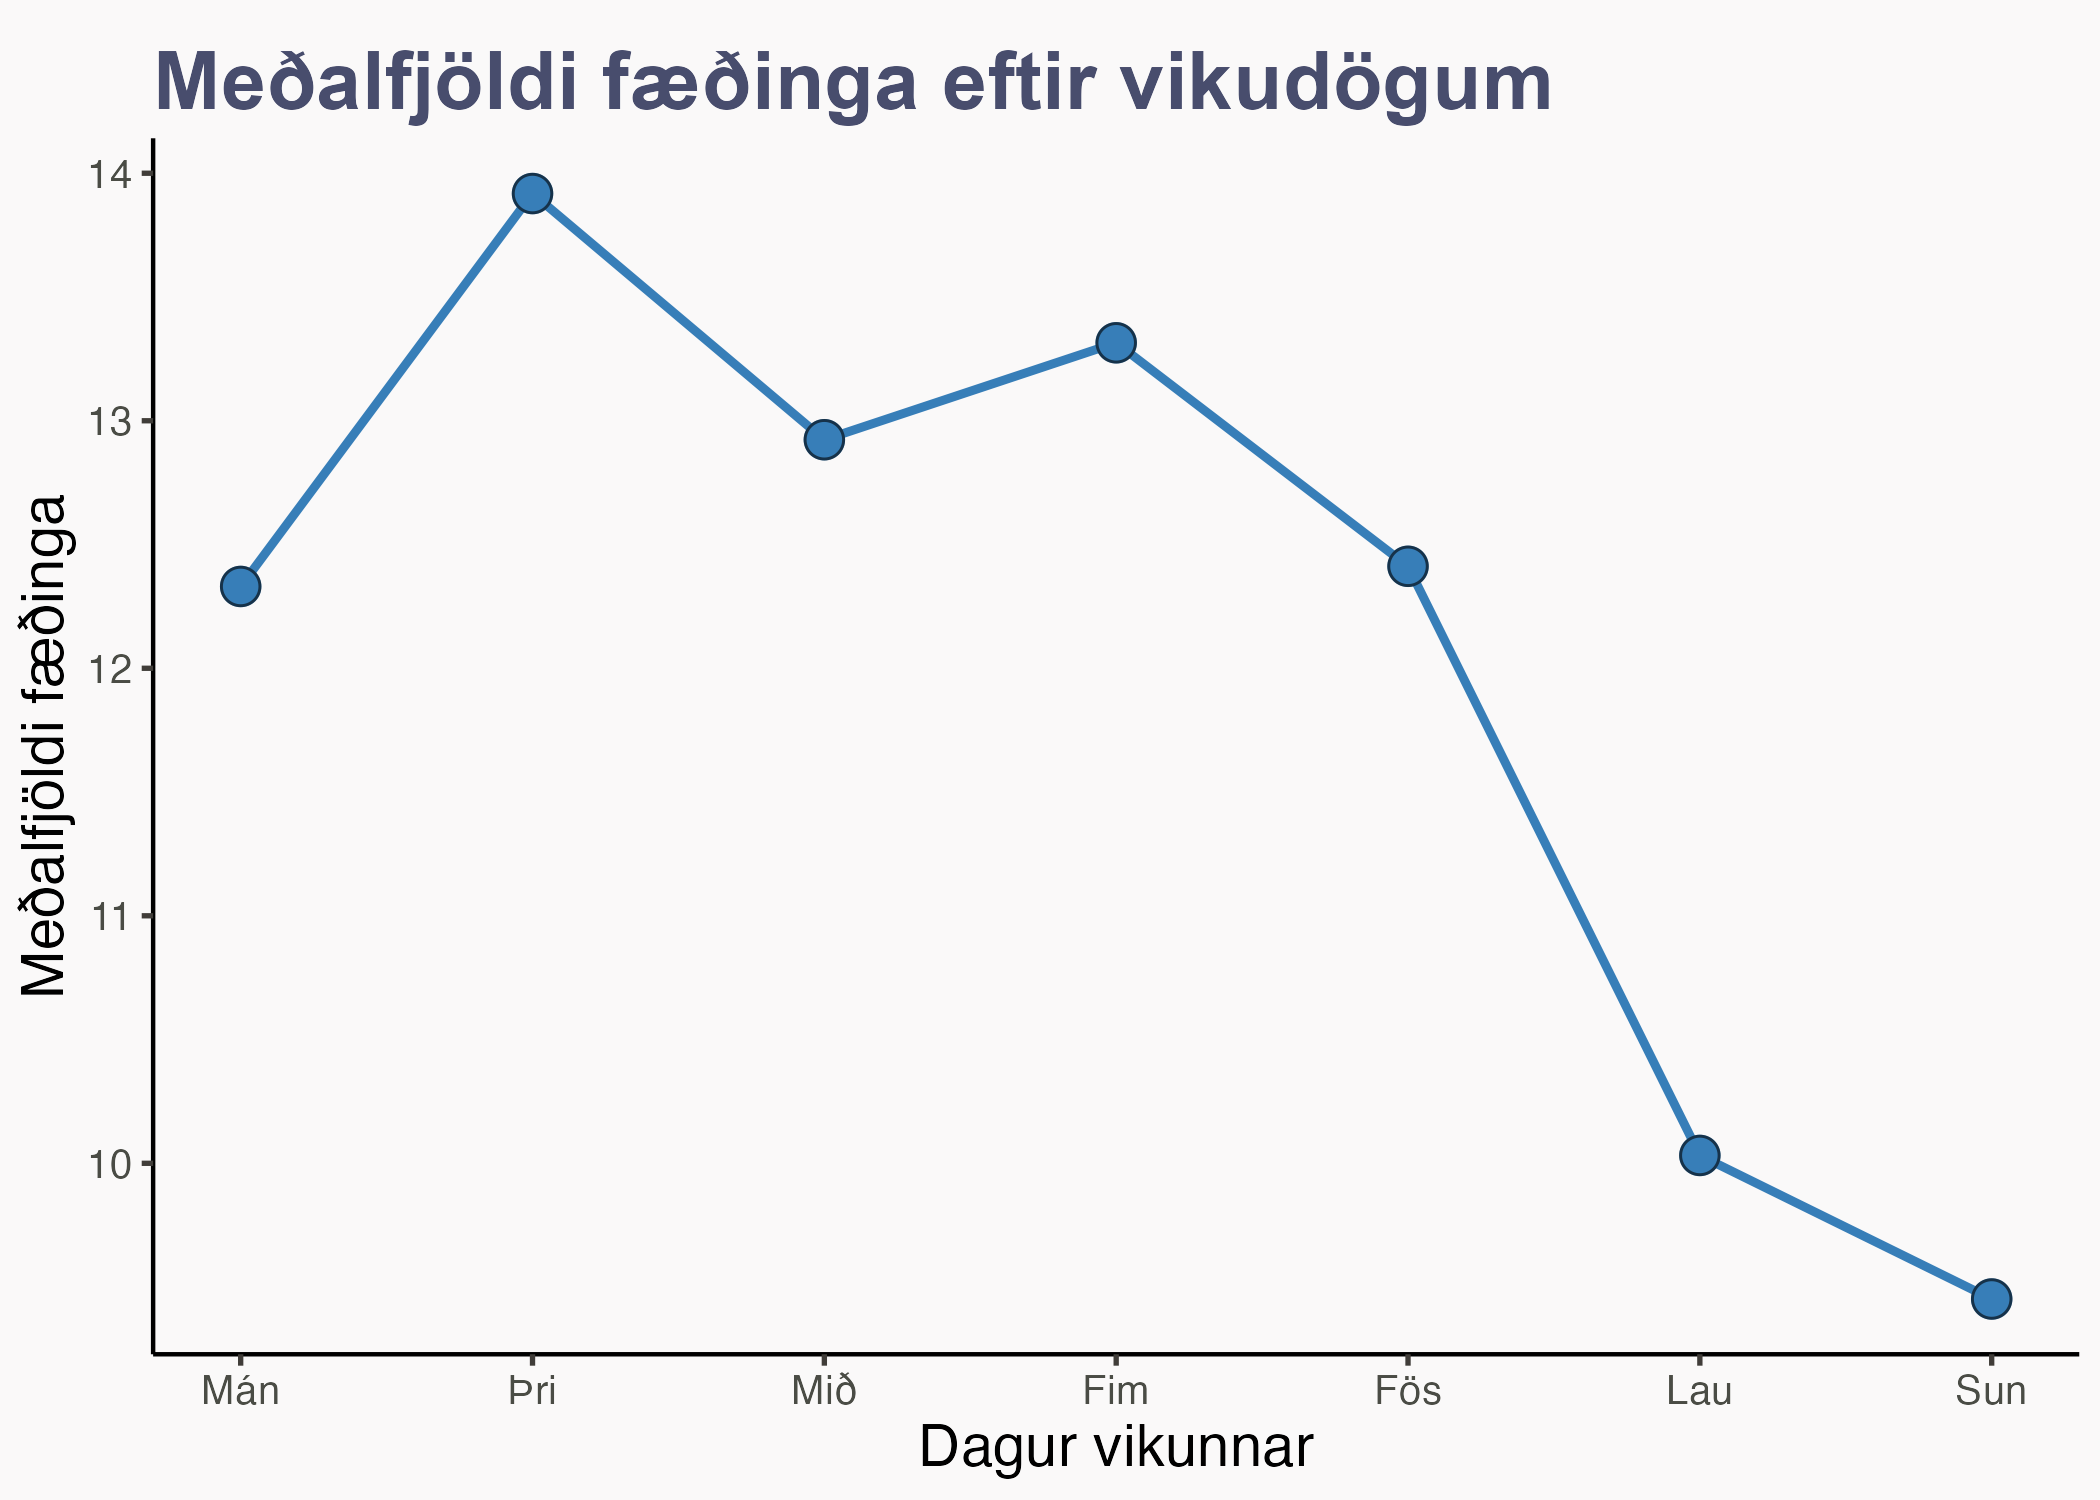 Meðalfjöldi fæðinga eftir vikudögum
Meðalfjöldi fæðinga
14
13
12
11
10
Mán Þri Mið Fim Fös Lau Sun
Dagur vikunnar